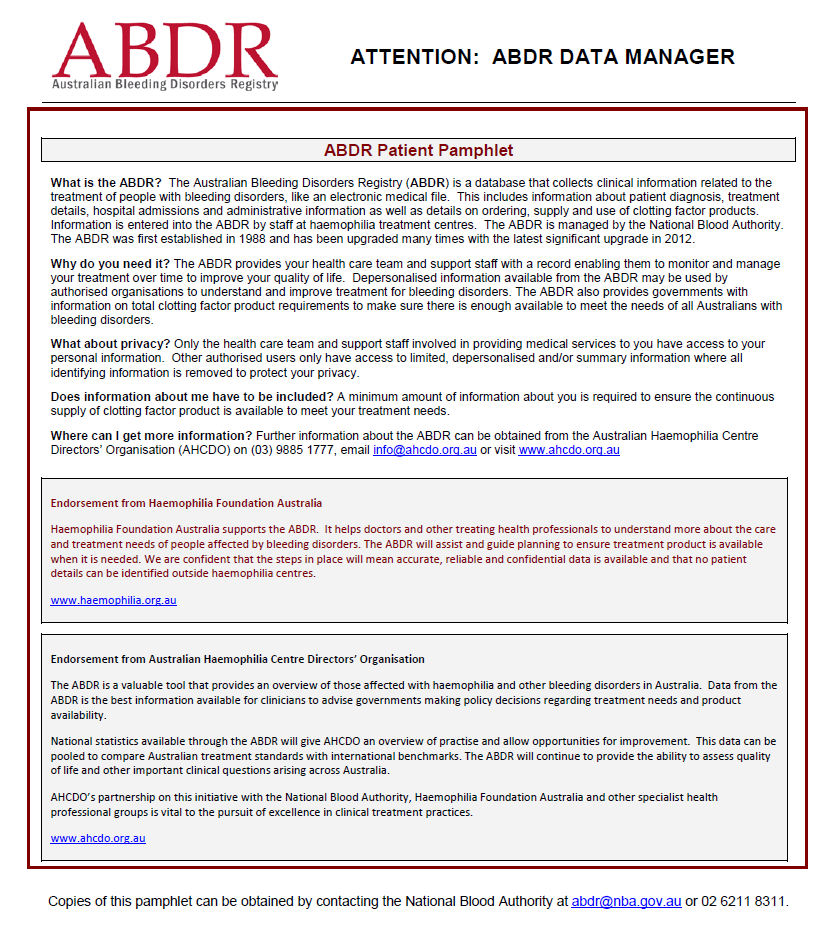 ABDR
Australian Bleeding Disorders Registry
ATTENTION:  ABDR DATA MANAGER
ABDR Patient Pamphlet
What is the ABDR?  The Australian Bleeding Disorders Registry (ABDR) is a database that collects clinical information related to the
treatment of people with bleeding disorders, like an electronic medical file.  This includes information about patient diagnosis, treatment
details, hospital admissions and administrative information as well as details on ordering, supply and use of clotting factor products.
Information is entered into the ABDR by staff at haemophilia treatment centres.  The ABDR is managed by the National Blood Authority.
The ABDR was first established in 1988 and has been upgraded many times with the latest significant upgrade in 2012.
Why do you need it? The ABDR provides your health care team and support staff with a record enabling them to monitor and manage
your treatment over time to improve your quality of life.  Depersonalised information available from the ABDR may be used by
authorised organisations to understand and improve treatment for bleeding disorders. The ABDR also provides governments with
information on total clotting factor product requirements to make sure there is enough available to meet the needs of all Australians with
bleeding disorders.
What about privacy? Only the health care team and support staff involved in providing medical services to you have access to your
personal information.  Other authorised users only have access to limited, depersonalised and/or summary information where all
identifying information is removed to protect your privacy.
Does information about me have to be included? A minimum amount of information about you is required to ensure the continuous
supply of clotting factor product is available to meet your treatment needs.
Where can I get more information? Further information about the ABDR can be obtained from the Australian Haemophilia Centre
Directors' Organisation (AHCDO) on (03) 9885 1777, email info@ahcdo.org.au or visit www.ahcdo.org.au
Endorsement from Haemophilia Foundation Australia
Haemophilia Foundation Australia supports the ABDR.  It helps doctors and other treating health professionals to understand more about the care
and treatment needs of people affected by bleeding disorders. The ABDR will assist and guide planning to ensure treatment product is available
when it is needed. We are confident that the steps in place will mean accurate, reliable and confidential data is available and that no patient
details can be identified outside haemophilia centres.
www.haemophilia.org.au
Endorsement from Australian Haemophilia Centre Directors' Organisation
The ABDR is a valuable tool that provides an overview of those affected with haemophilia and other bleeding disorders in Australia.  Data from the
ABDR is the best information available for clinicians to advise governments making policy decisions regarding treatment needs and product
availability.
National statistics available through the ABDR will give AHCDO an overview of practise and allow opportunities for improvement.  This data can be
pooled to compare Australian treatment standards with international benchmarks. The ABDR will continue to provide the ability to assess quality
of life and other important clinical questions arising across Australia.
AHCDO's partnership on this initiative with the National Blood Authority, Haemophilia Foundation Australia and other specialist health
professional groups is vital to the pursuit of excellence in clinical treatment practices.
www.ahcdo.org.au
Copies of this pamphlet can be obtained by contacting the National Blood Authority at abdr@nba.gov.au or 02 6211 8311.